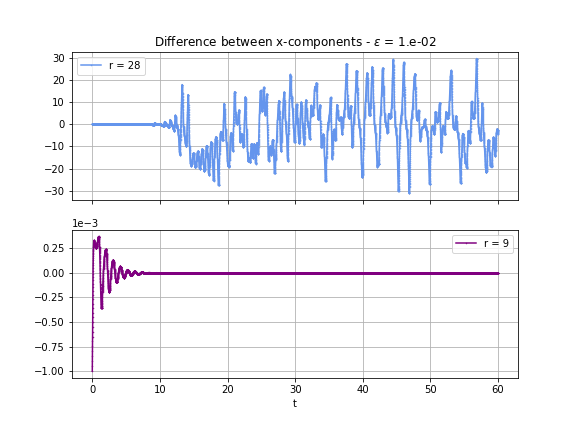 Difference between x-components - ε = 1.e-02
r = 28
30
20
10
0
−10
−20
−30
1e−3
r = 9
0.25
0.00
−0.25
−0.50
−0.75
−1.00
0 10 20 30 40 50 60
t